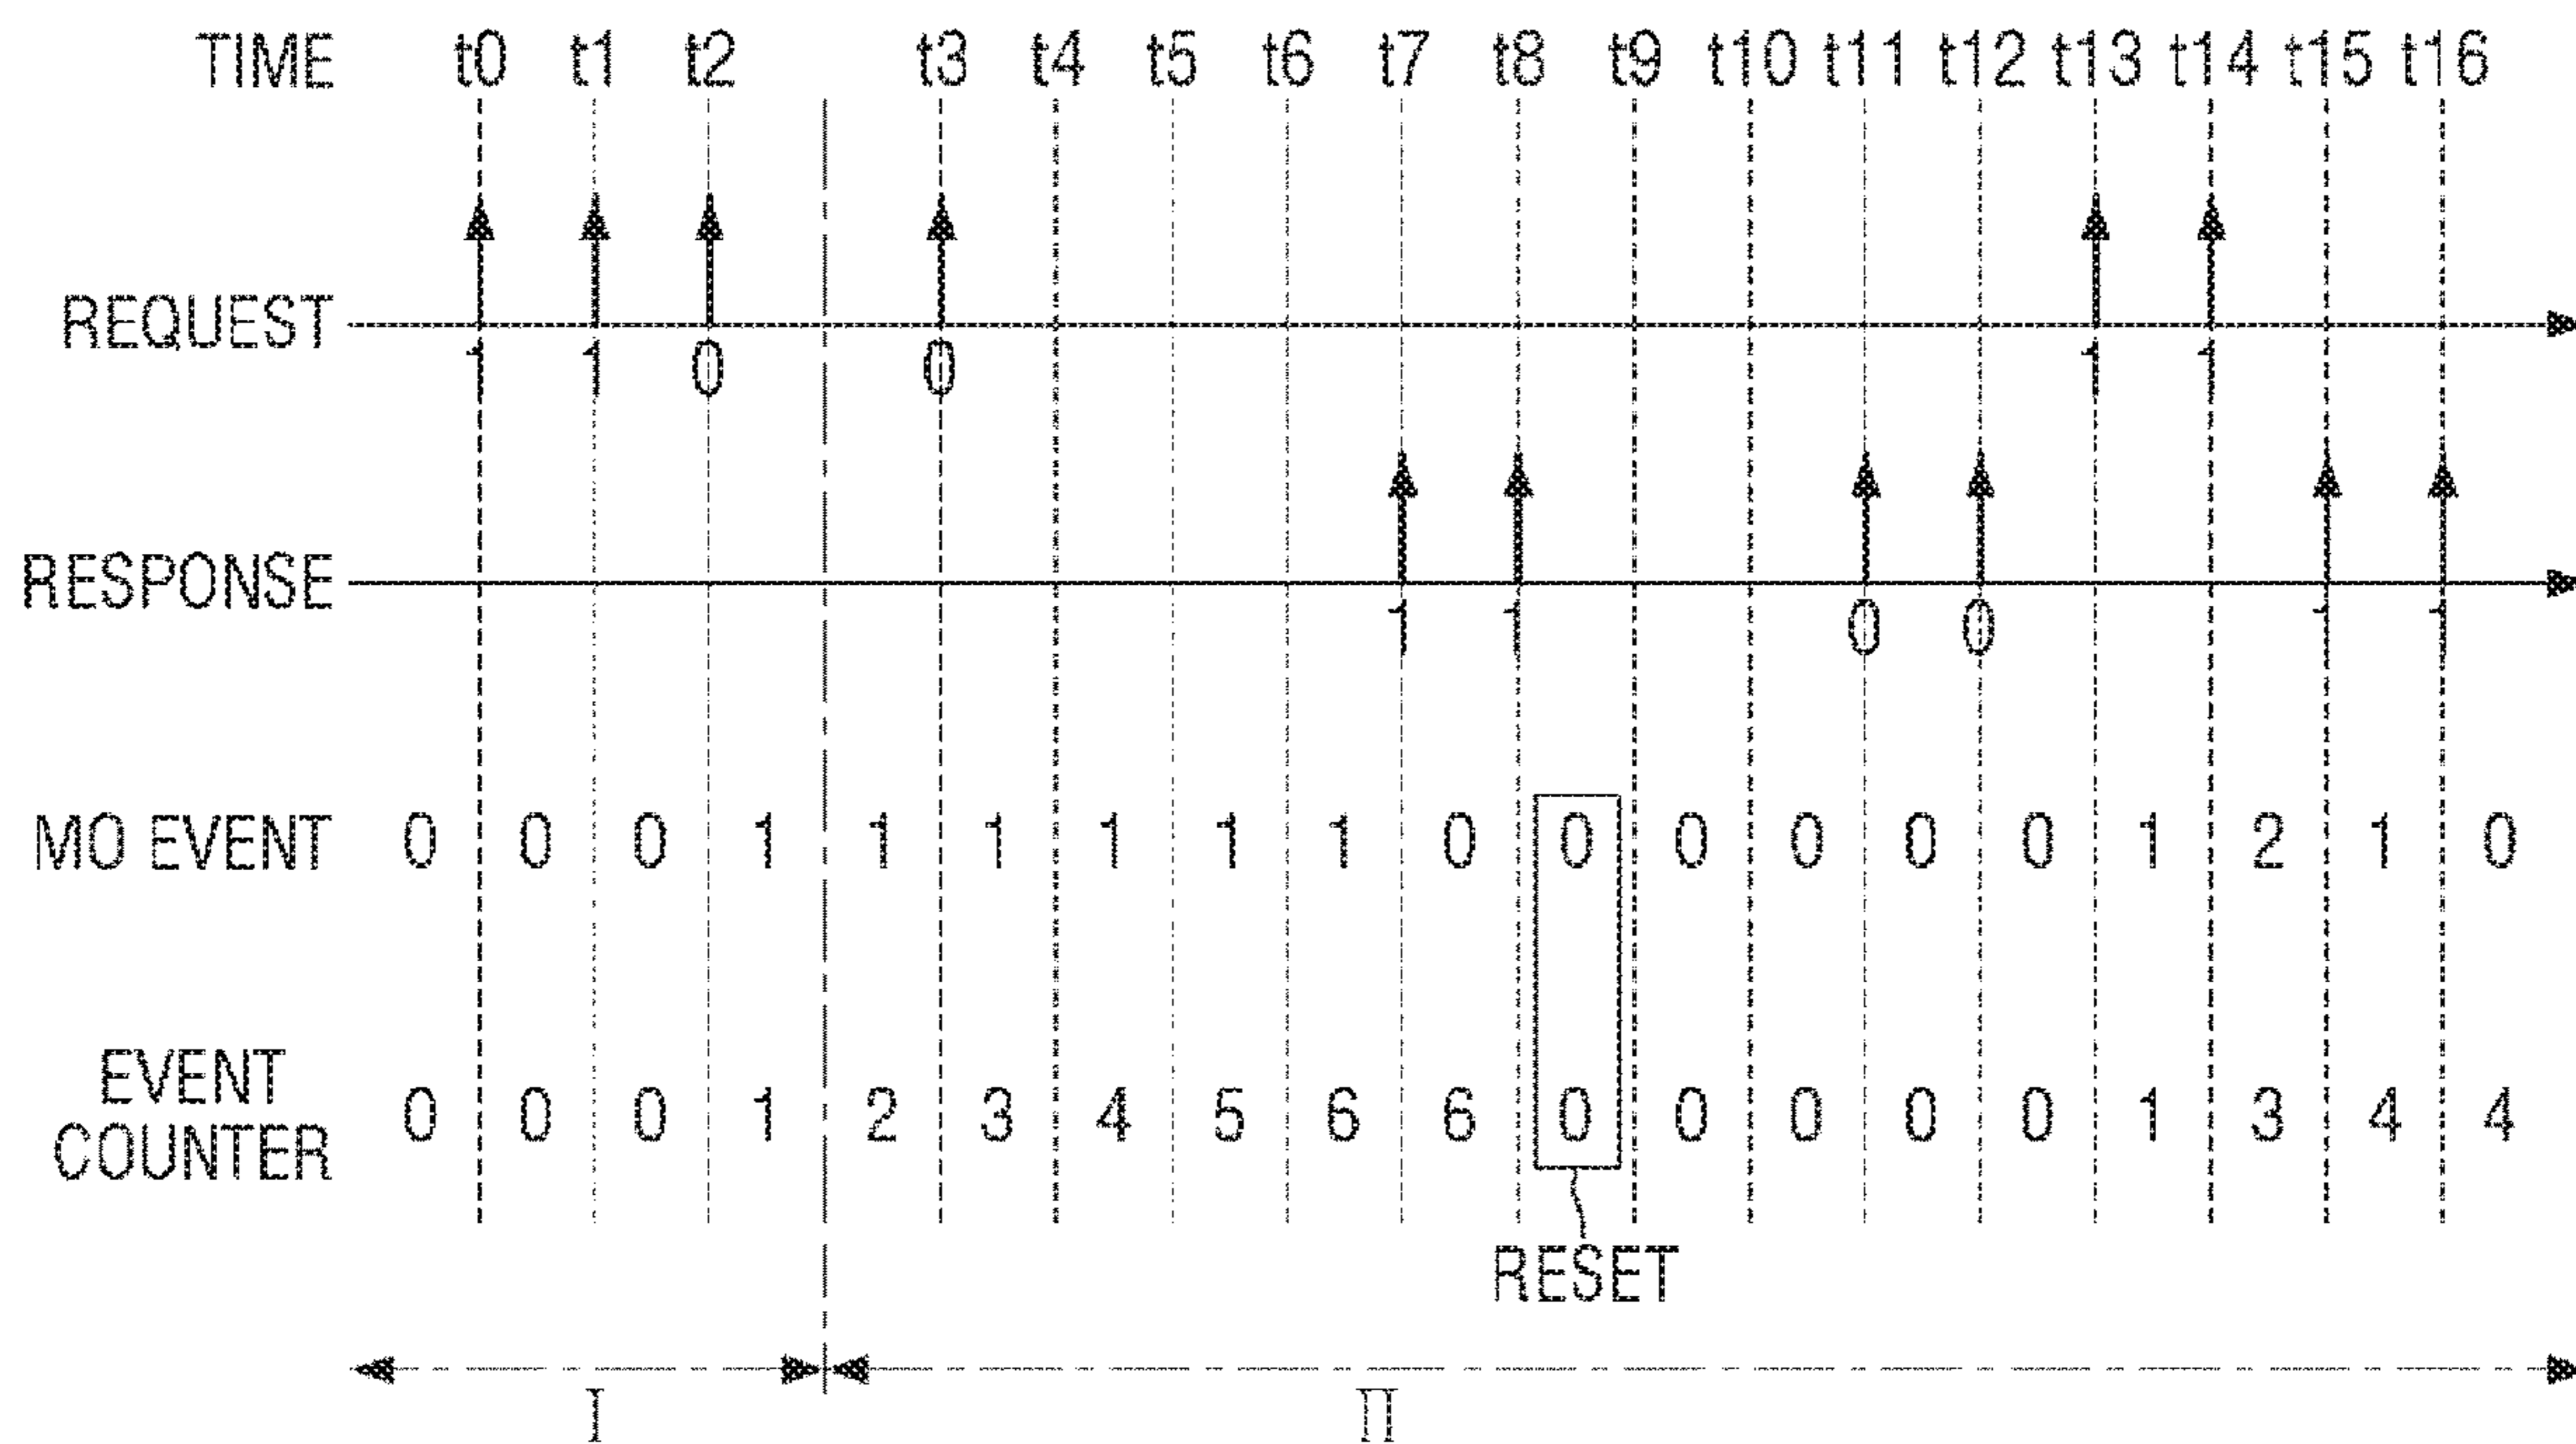 TIME t0 t1 t2 t3 t4 t5 t6 t7 t8 t9 t10 t11 t12 t13 t14 t15 t16
REQUEST
1 1 0 0 1 1
RESPONSE
1 1 0 0 1 1
MO EVENT 0 0 0 1 1 1 1 1 1 0 0 0 0 0 0 1 2 1 0
EVENT
COUNTER 0 0 0 1 2 3 4 5 6 6 0 0 0 0 0 1 3 4 4
RESET
I II